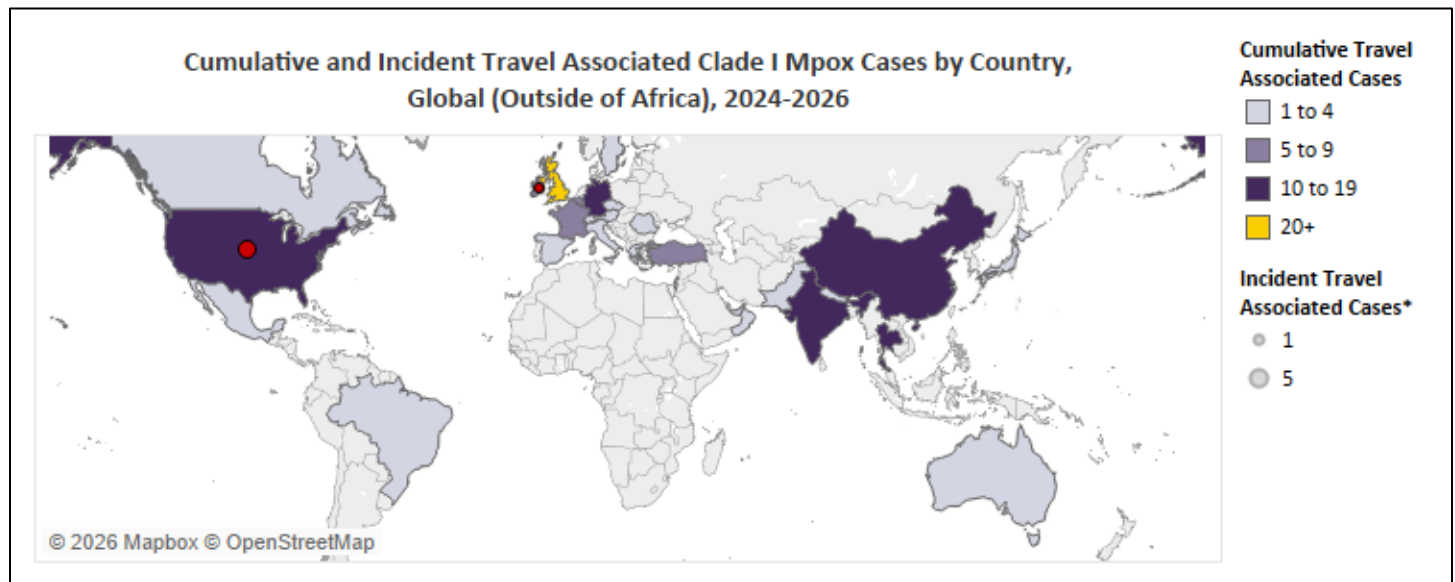 Cumulative and Incident Travel Associated Clade I Mpox Cases by Country,
Global (Outside of Africa), 2024-2026
Cumulative Travel
Associated Cases
1 to 4
5 to 9
10 to 19
20+
Incident Travel
Associated Cases*
1
5
© 2026 Mapbox © OpenStreetMap